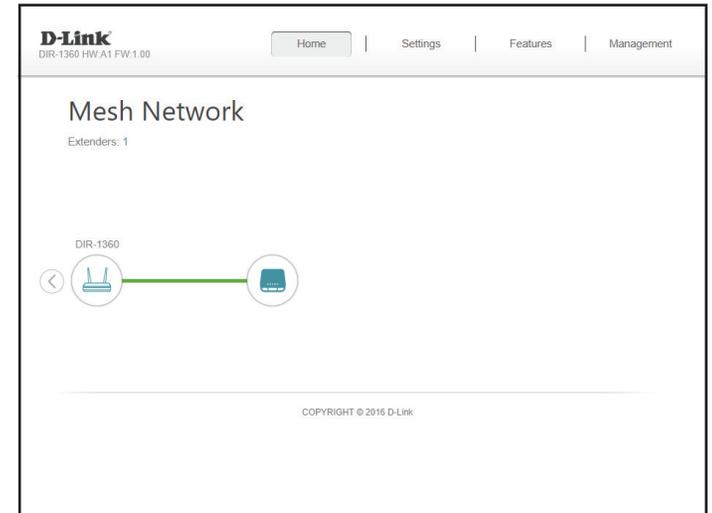 D-Link
DIR-1360 HW:A1 FW:1.00
Home | Settings | Features | Management
Mesh Network
Extenders: 1
DIR-1360
COPYRIGHT © 2016 D-Link